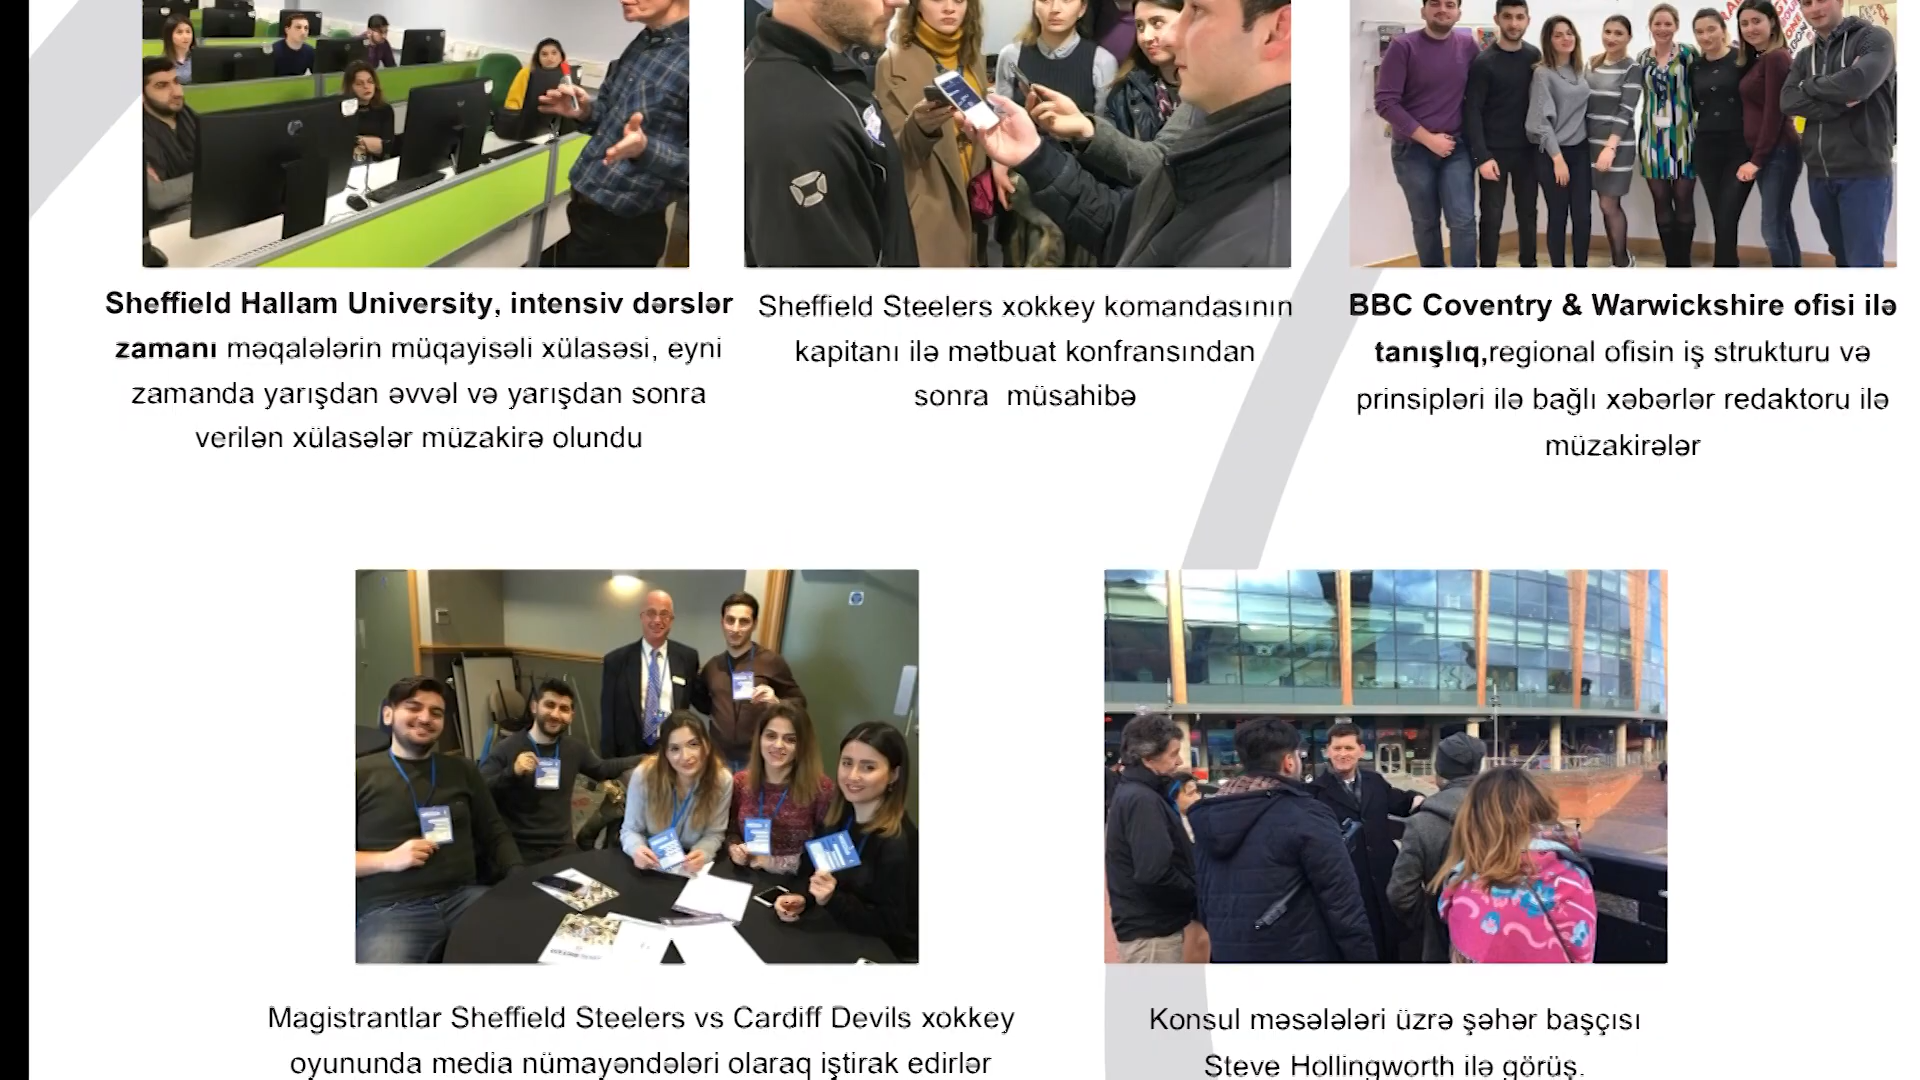 Sheffield Hallam University, intensiv dərslər
zamanı məqalələrin müqayisəli xülasəsi, eyni
zamanda yarışdan əvvəl və yarışdan sonra
verilən xülasələr müzakirə olundu
Sheffield Steelers xokkey komandasının
kapitanı ilə mətbuat konfransından
sonra müsahibə
BBC Coventry & Warwickshire ofisi ilə
tanışlıq,regional ofisin iş strukturu və
prinsipləri ilə bağlı xəbərlər redaktoru ilə
müzakirələr
Magistrantlar Sheffield Steelers vs Cardiff Devils xokkey
oyununda media nümayəndələri olaraq iştirak edirlər
Konsul məsələləri üzrə şəhər başçısı
Steve Hollingworth ilə görüş.